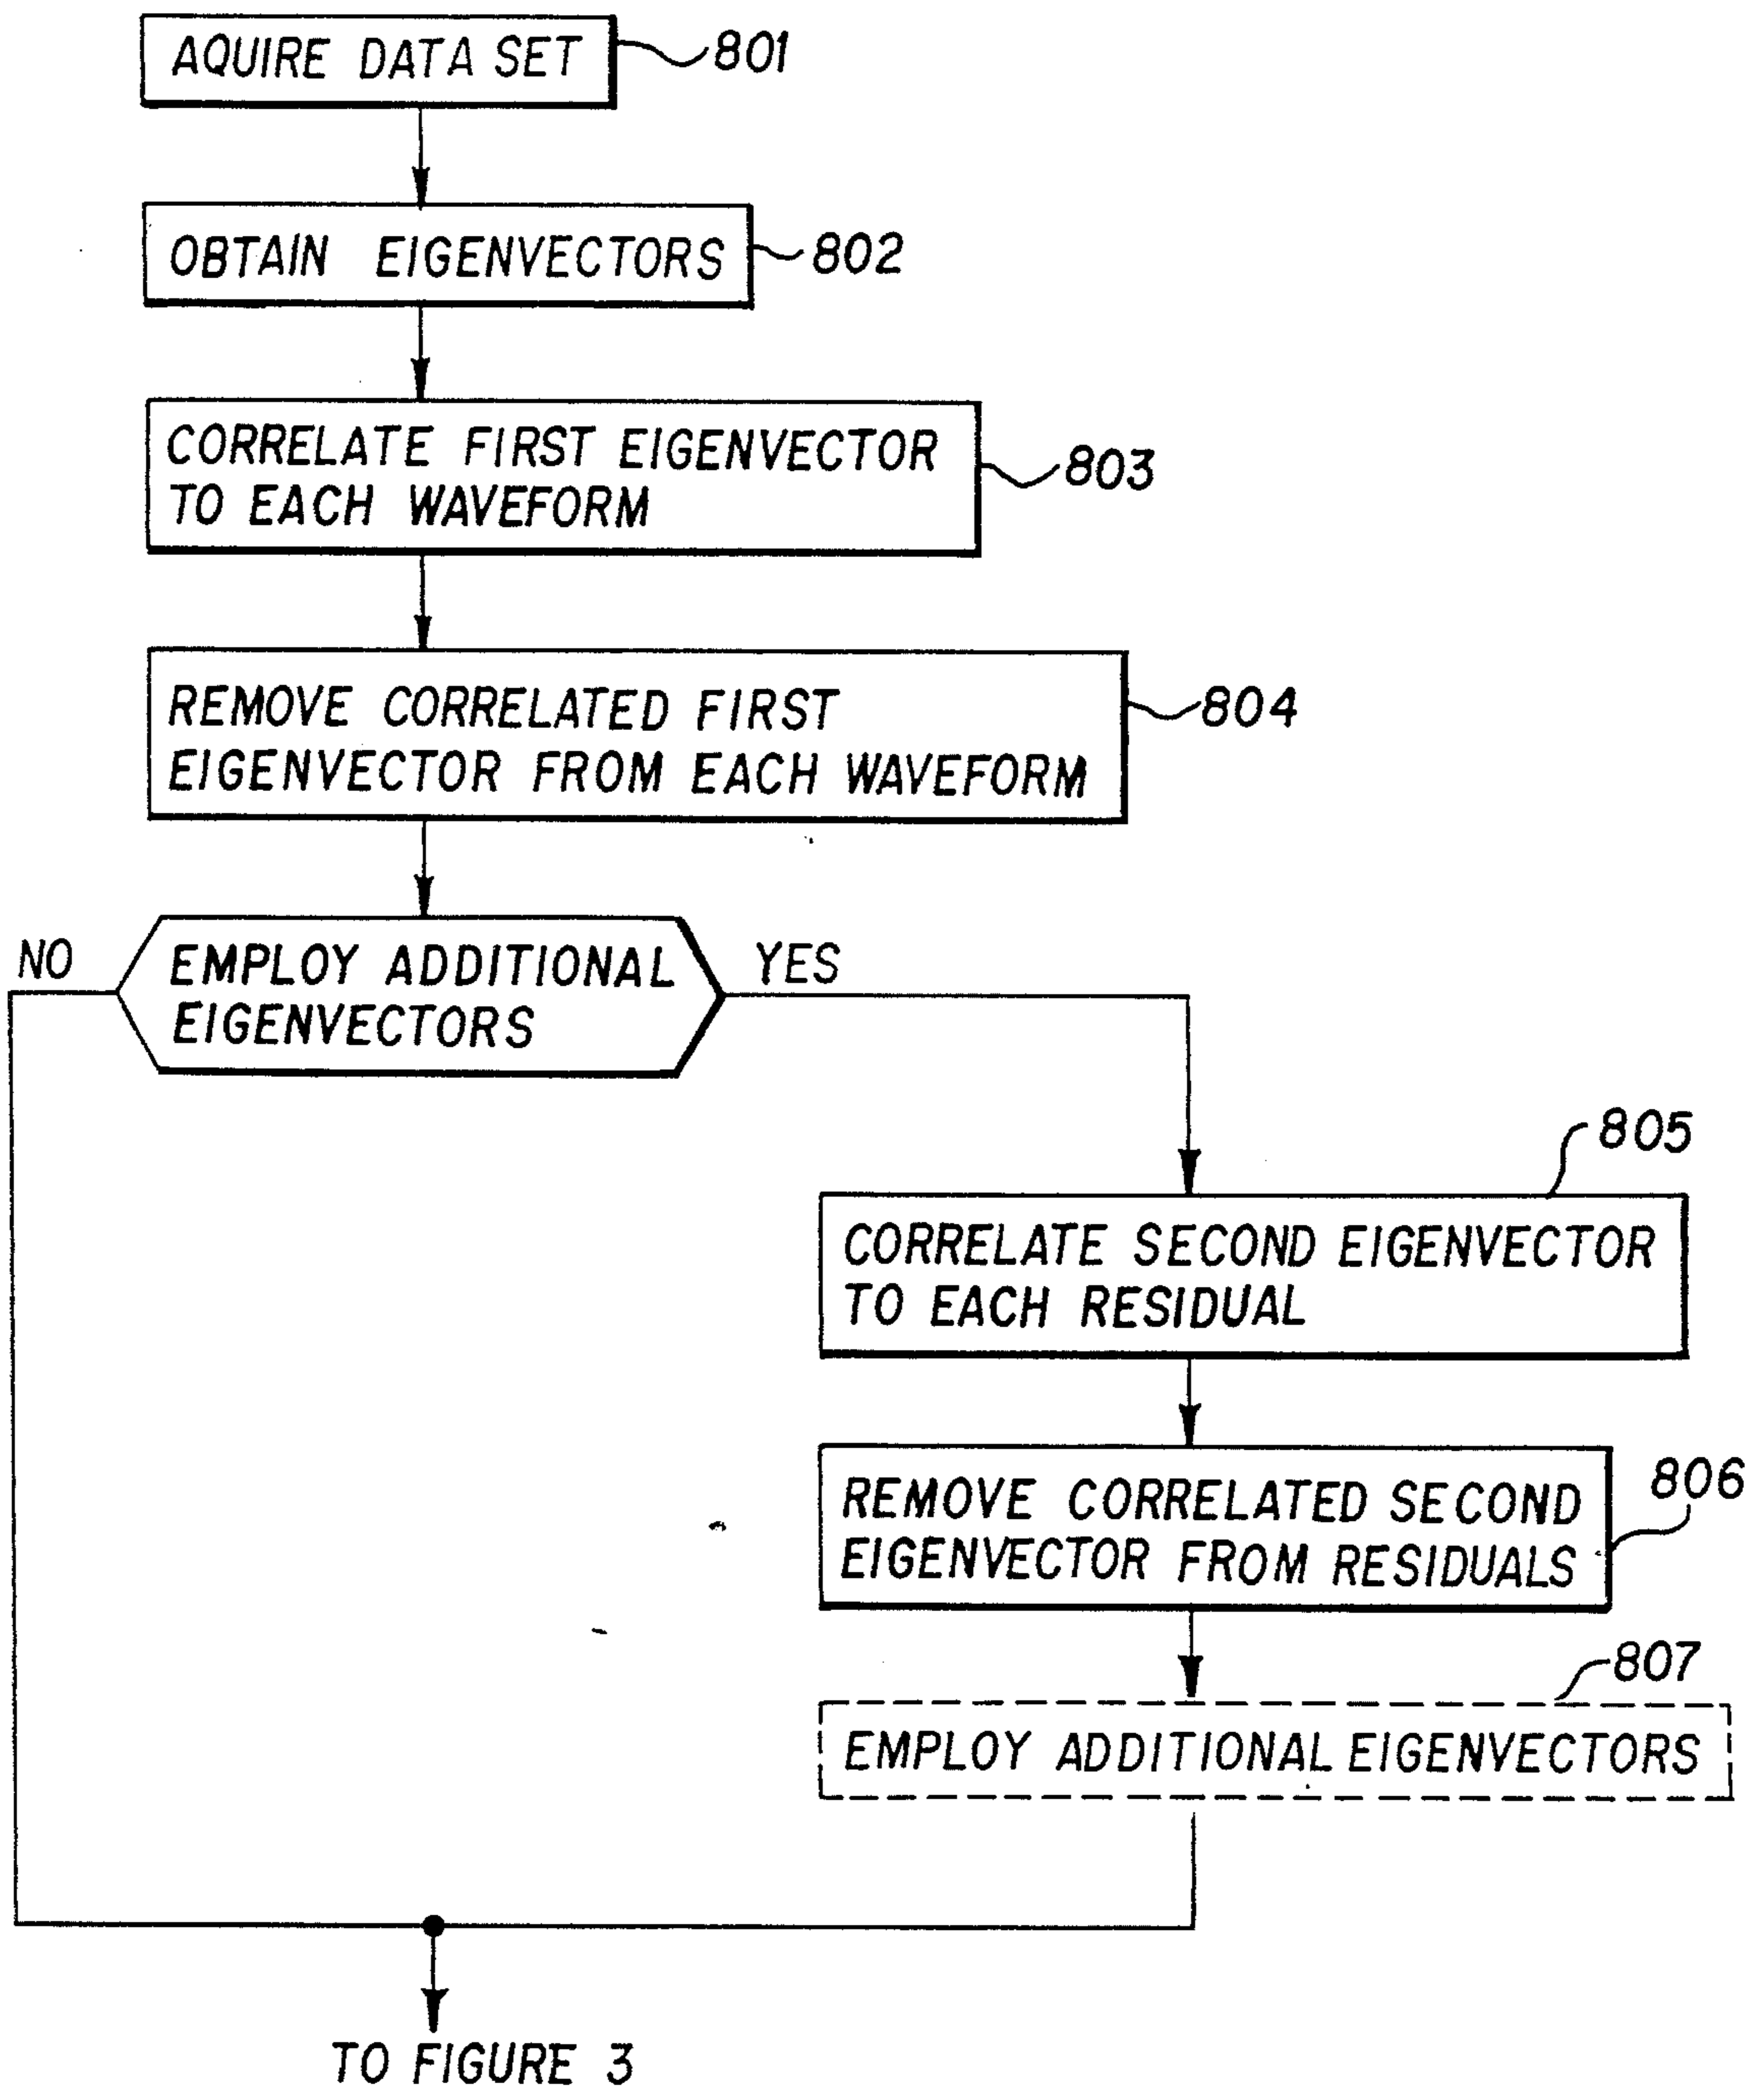 AQUIRE DATA SET
801
OBTAIN EIGENVECTORS
802
CORRELATE FIRST EIGENVECTOR
TO EACH WAVEFORM
803
REMOVE CORRELATED FIRST
EIGENVECTOR FROM EACH WAVEFORM
804
NO
EMPLOY ADDITIONAL
EIGENVECTORS
YES
805
CORRELATE SECOND EIGENVECTOR
TO EACH RESIDUAL
REMOVE CORRELATED SECOND
EIGENVECTOR FROM RESIDUALS
806
807
EMPLOY ADDITIONAL EIGENVECTORS
TO FIGURE 3